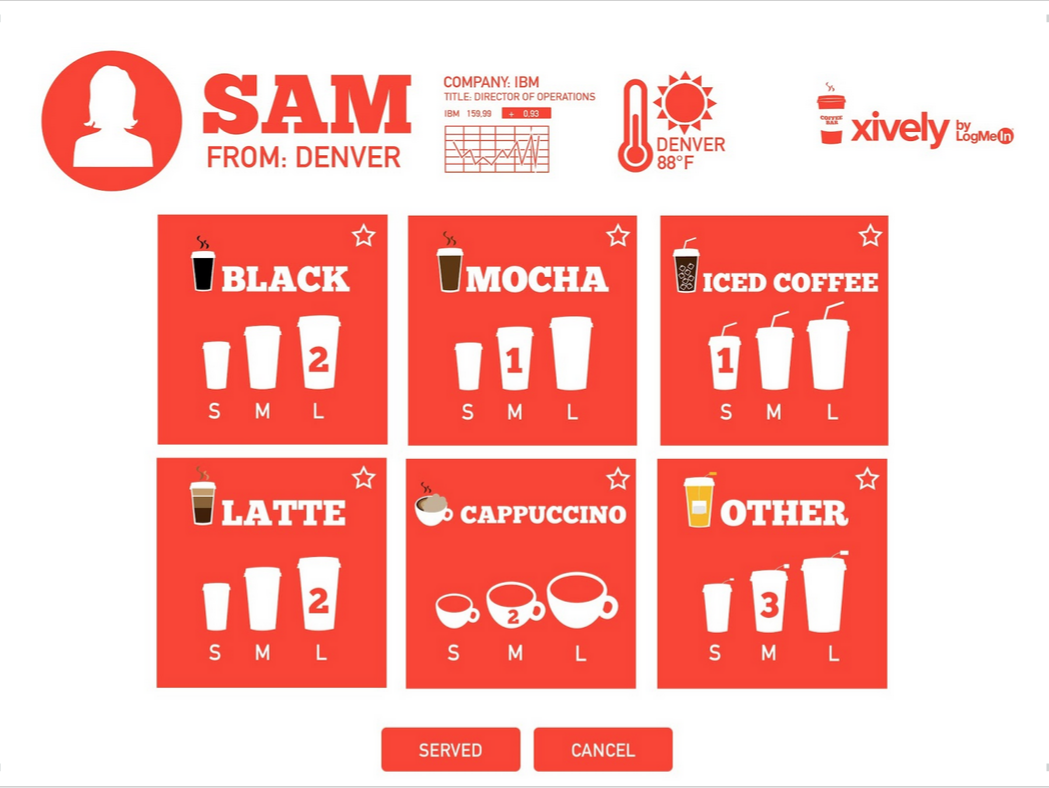 SAM
FROM: DENVER
COMPANY: IBM
TITLE: DIRECTOR OF OPERATIONS
IBM 159,99 + 0,93
DENVER
88°F
COFFEE
BAR
xively by
LogMeIn
BLACK
2
S M L
MOCHA
1
S M L
ICED COFFEE
1
S M L
LATTE
2
S M L
CAPPUCCINO
2
S M L
OTHER
3
S M L
SERVED CANCEL